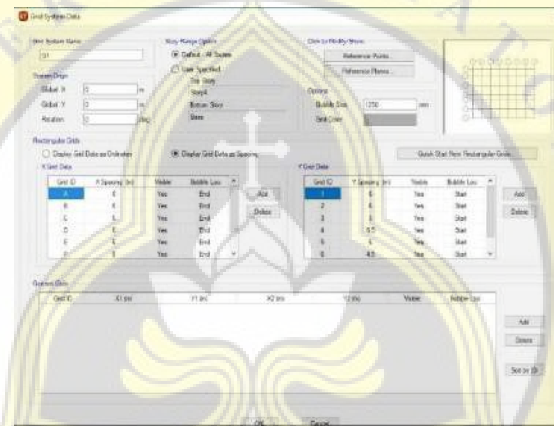 Grid System Data
Grid System Name
G1
Story Range Option
Default - All Stories
User Specified
Top Story
Bottom Story
Base
Click to Modify/Show:
Reference Points...
Reference Planes...
Options
Bubble Size 1250 mm
Grid Color
System Origin
Global X 0 m
Global Y 0 m
Rotation 0 deg
Rectangular Grids
Display Grid Data as Ordinates
Display Grid Data as Spacing
Quick Start New Rectangular Grids...
X Grid Data
Grid ID X Spacing (m) Visible Bubble Loc
A 6 Yes End
B 6 Yes End
Yes End
Yes End
Yes End
Yes End
Add
Delete
Y Grid Data
Grid ID Y Spacing (m) Visible Bubble Loc
1 6 Yes Start
2 6 Yes Start
3 Yes Start
4 5.5 Yes Start
5 6 Yes Start
6 4.5 Yes Start
Add
Delete
General Grids
Grid ID X1 (m) Y1 (m) X2 (m) Y2 (m) Visible Bubble Loc
Add
Delete
Sort by ID
OK Cancel